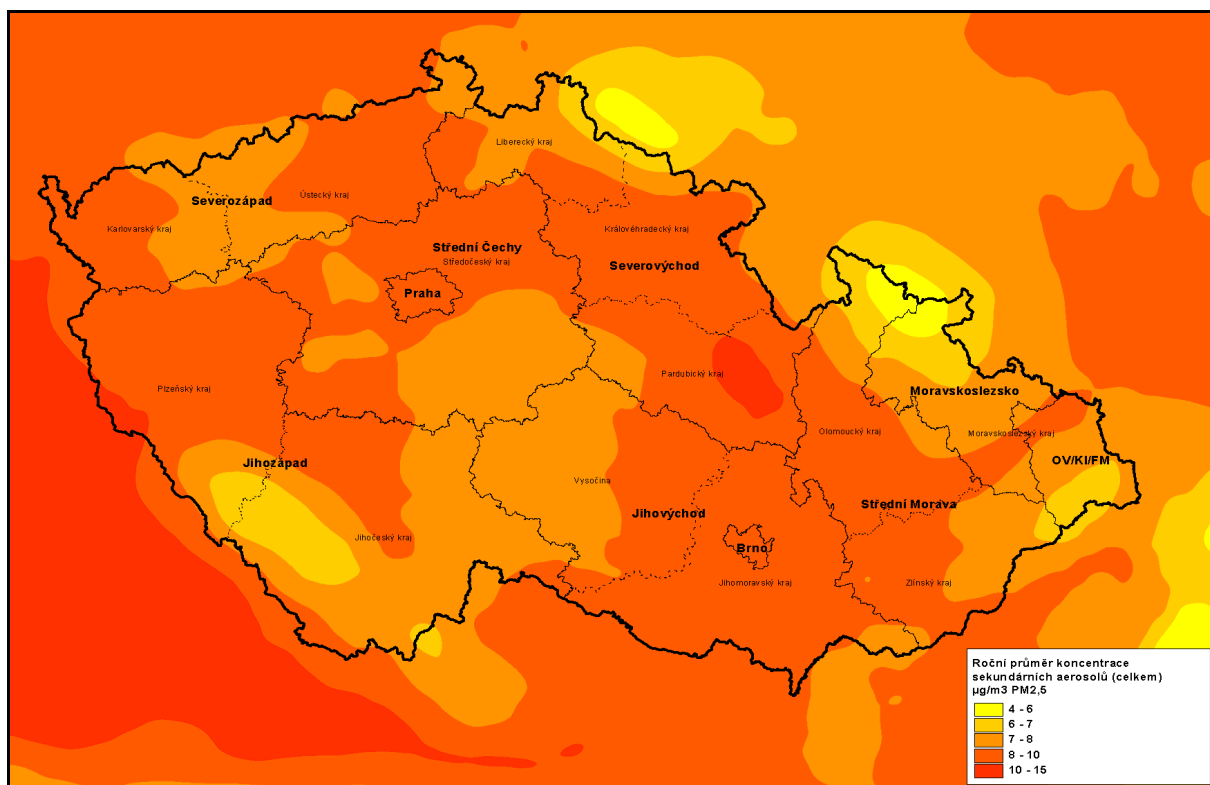 Liberecký kraj
Severozápad
Ústecký kraj
Karlovarský kraj
Královéhradecký kraj
Střední Čechy
Středočeský kraj
Severovýchod
Praha
Pardubický kraj
Plzeňský kraj
Moravskoslezsko
Olomoucký kraj
Moravskoslezský kraj
Jihozápad
OV/KI/FM
Vysočina
Střední Morava
Jihovýchod
Jihočeský kraj
Brno
Jihomoravský kraj
Zlínský kraj
Roční průměr koncentrace
sekundárních aerosolů (celkem)
µg/m3 PM2,5
4 - 6
6 - 7
7 - 8
8 - 10
10 - 15